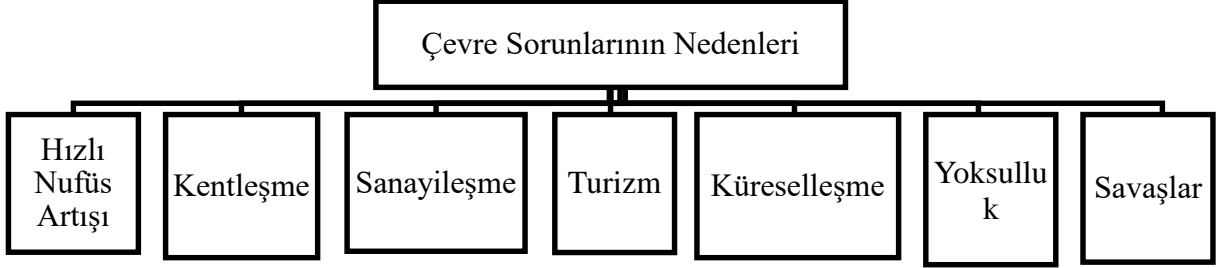 Çevre Sorunlarının Nedenleri
Hızlı
Nufüs
Artışı
Kentleşme
Sanayileşme
Turizm
Küreselleşme
Yoksullu
k
Savaşlar